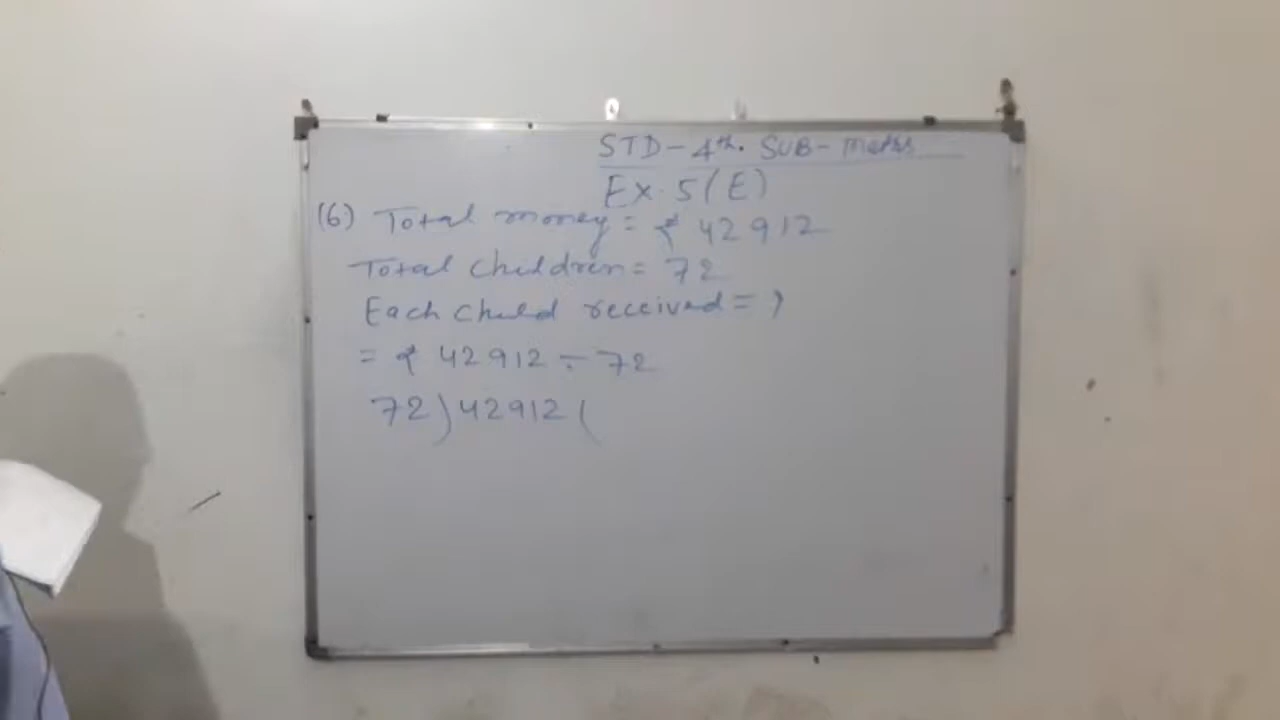 STD-4th. SUB-Maths
Ex. 5(E)
(6) Total money = ₹ 42912
Total children = 72
Each child received = ?
= ₹ 42912 ÷ 72
72)42912(